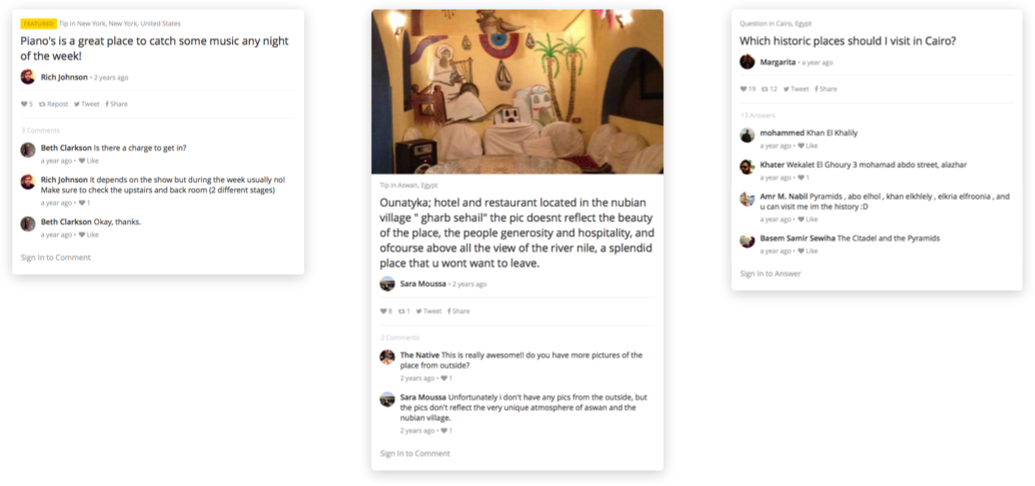 FEATURED Tip in New York, New York, United States
Piano's is a great place to catch some music any night
of the week!
Rich Johnson • 2 years ago
5 Repost Tweet Share
3 Comments
Beth Clarkson Is there a charge to get in?
a year ago • Like
Rich Johnson It depends on the show but during the week usually no!
Make sure to check the upstairs and back room (2 different stages)
a year ago • 1
Beth Clarkson Okay, thanks.
a year ago • Like
Sign In to Comment
Tip in Aswan, Egypt
Ounatyka; hotel and restaurant located in the nubian
village " gharb sehail" the pic doesnt reflect the beauty
of the place, the people generosity and hospitality, and
ofcourse above all the view of the river nile, a splendid
place that u wont want to leave.
Sara Moussa • 2 years ago
8 1 Tweet Share
2 Comments
The Native This is really awesome!! do you have more pictures of the
place from outside?
2 years ago • 1
Sara Moussa Unfortunately i don't have any pics from the outside, but
the pics don't reflect the very unique atmosphere of aswan and the
nubian village.
2 years ago • 1
Sign In to Comment
Question in Cairo, Egypt
Which historic places should I visit in Cairo?
Margarita • a year ago
19 12 Tweet Share
13 Answers
mohammed Khan El Khalily
a year ago • Like
Khater Wekalet El Ghoury 3 mohamad abdo street, alazhar
a year ago • 1
Amr M. Nabil Pyramids , abo elhol , khan elkhlely , elkria elfroonia , and
u can visit me im the history :D
a year ago • Like
Basem Samir Sewiha The Citadel and the Pyramids
a year ago • Like
Sign In to Answer